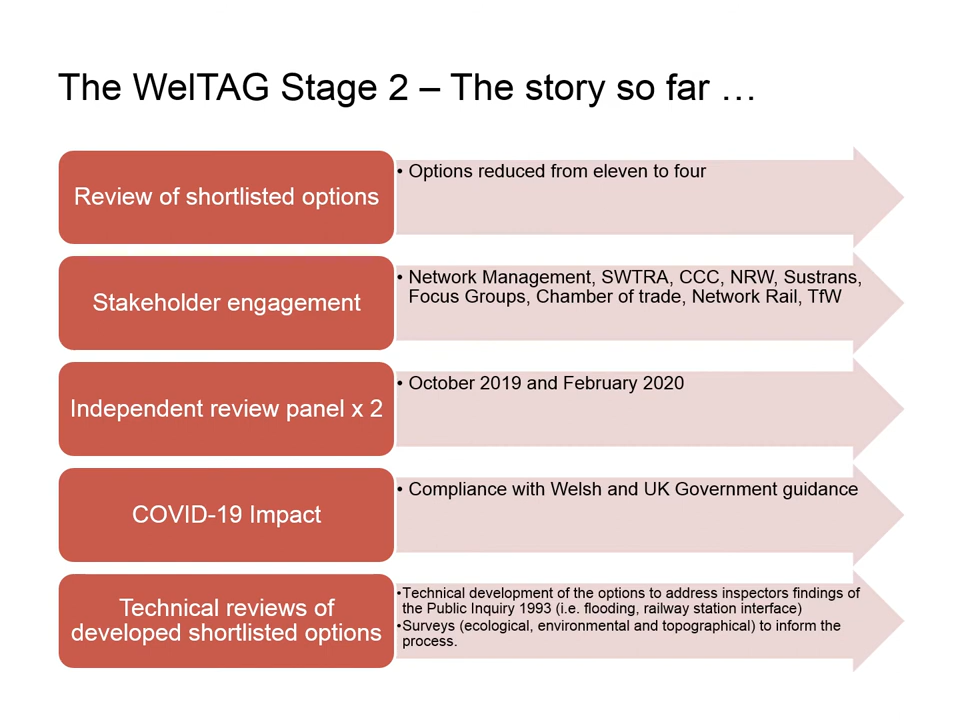 The WelTAG Stage 2 – The story so far …
Review of shortlisted options
• Options reduced from eleven to four
Stakeholder engagement
• Network Management, SWTRA, CCC, NRW, Sustrans,
Focus Groups, Chamber of trade, Network Rail, TfW
Independent review panel x 2
• October 2019 and February 2020
COVID-19 Impact
• Compliance with Welsh and UK Government guidance
Technical reviews of
developed shortlisted options
•Technical development of the options to address inspectors findings of
the Public Inquiry 1993 (i.e. flooding, railway station interface)
•Surveys (ecological, environmental and topographical) to inform the
process.